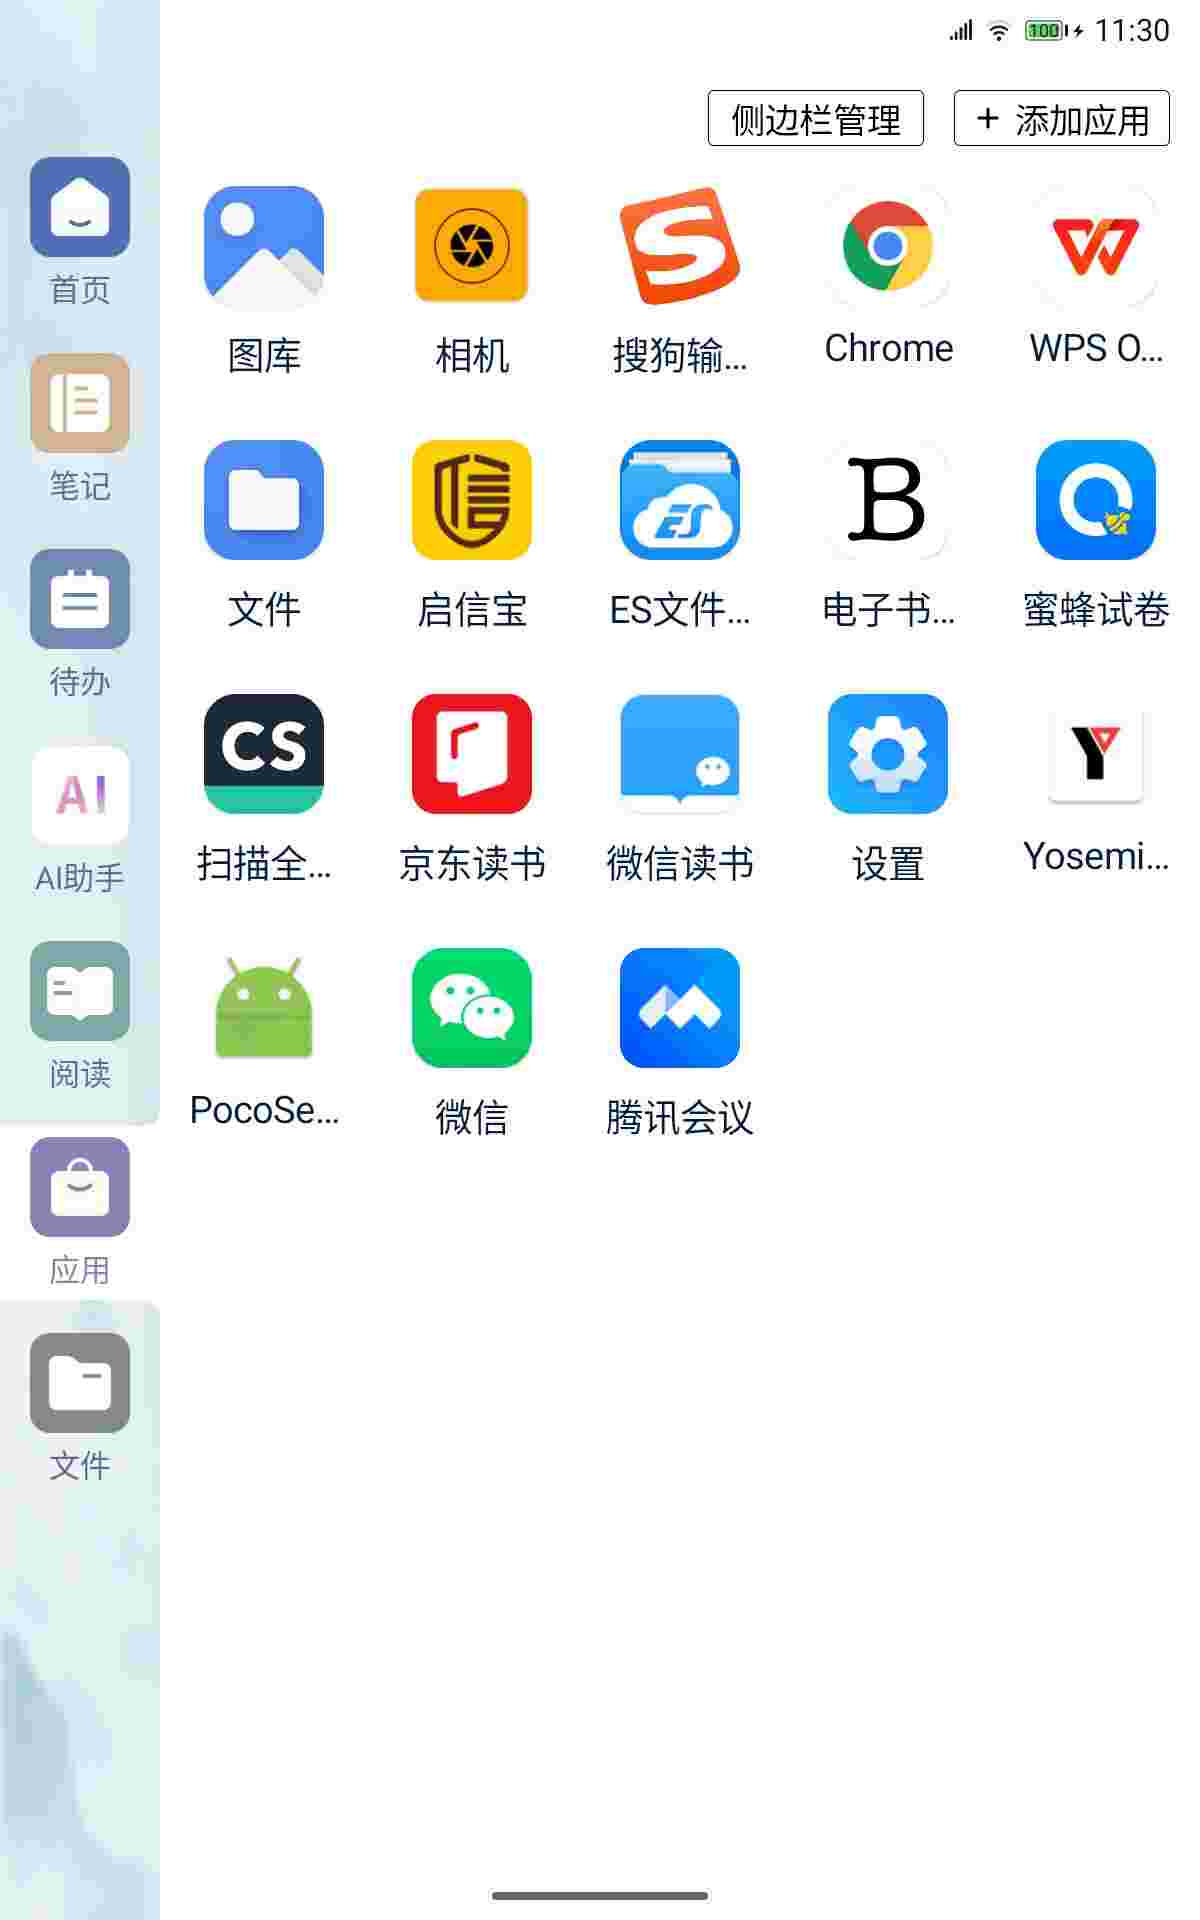 100 11:30
侧边栏管理
+ 添加应用
首页
笔记
待办
AI
AI助手
阅读
应用
文件
图库
相机
搜狗输...
Chrome
WPS O...
文件
启信宝
ES文件...
电子书...
蜜蜂试卷
CS
扫描全...
京东读书
微信读书
设置
Yosemi...
PocoSe...
微信
腾讯会议